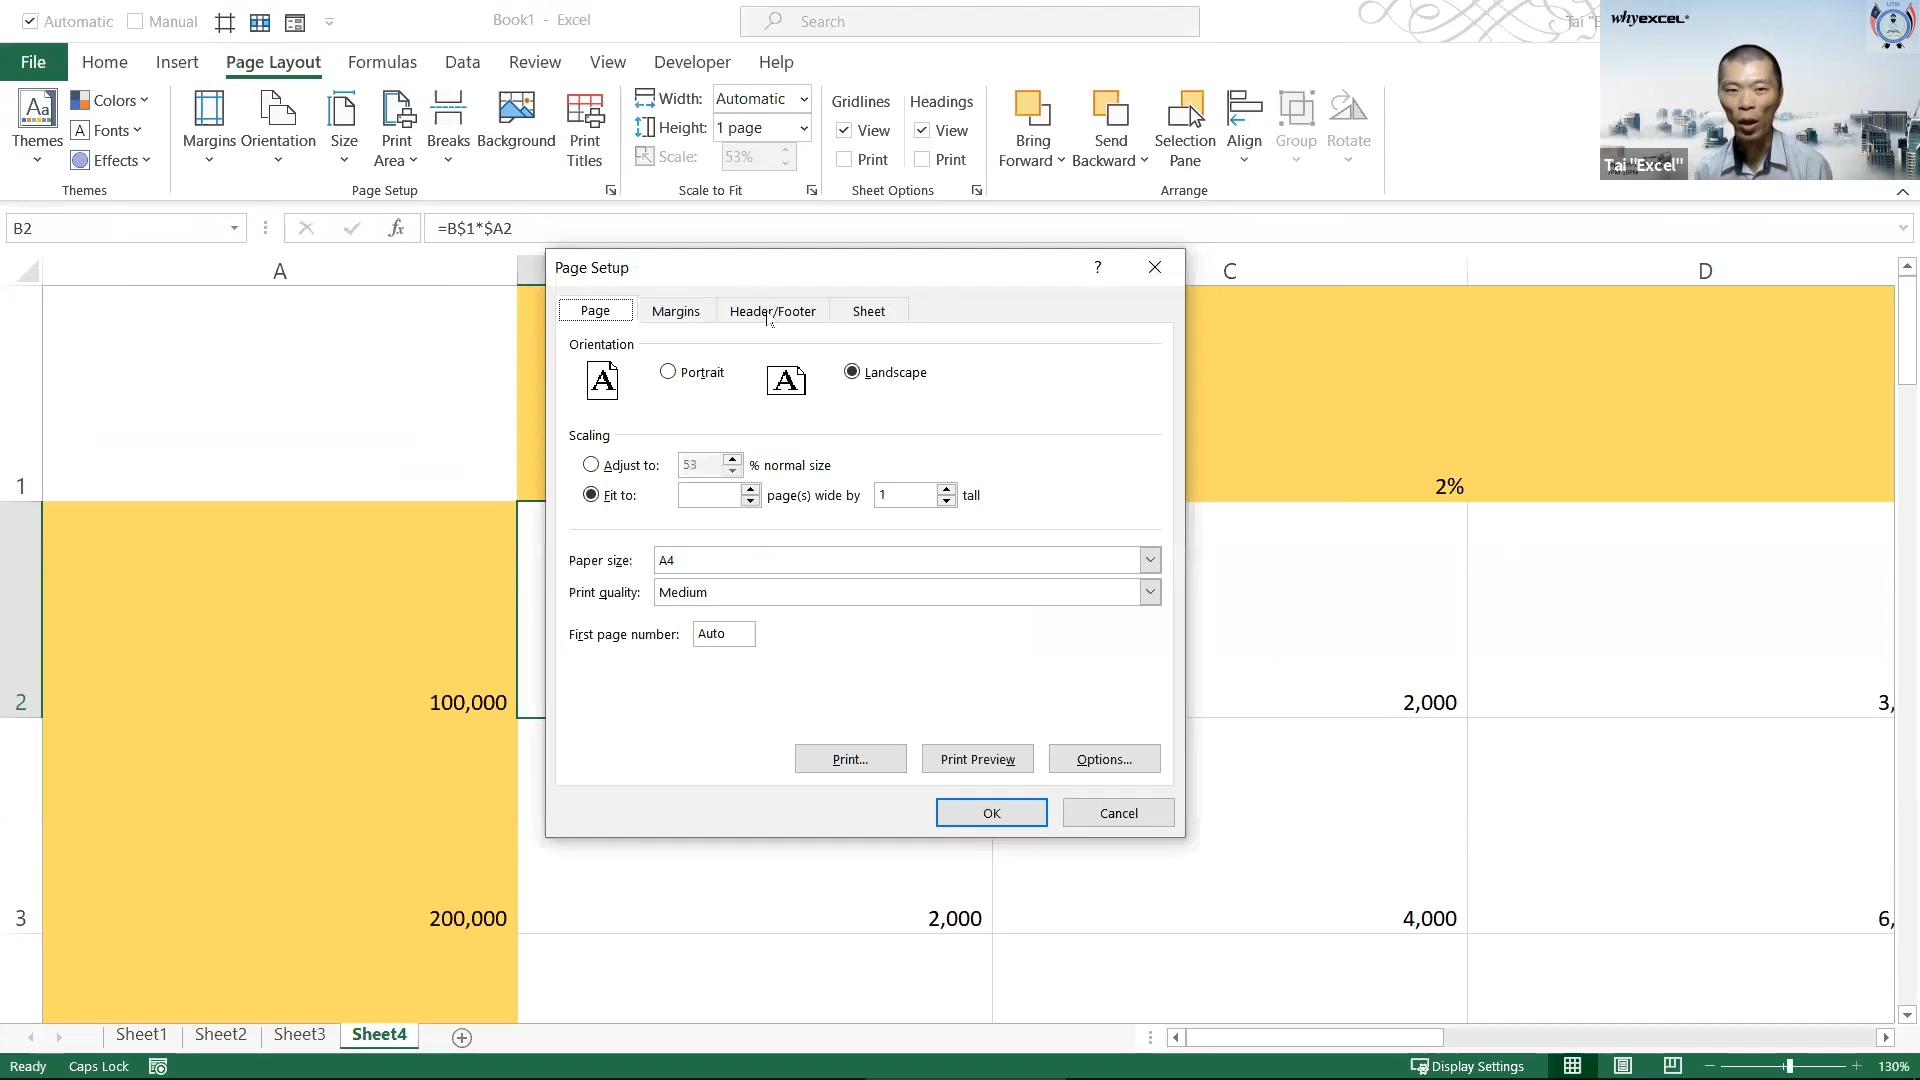 Automatic Manual Book1 - Excel Search Tai "E
whyexcel
UTM
File Home Insert Page Layout Formulas Data Review View Developer Help
Themes Colors Margins Orientation Size Print Area Breaks Background Print Titles Width: Automatic Gridlines Headings Bring Forward Send Backward Selection Pane Align Group Rotate
Fonts Height: 1 page View View
Effects Scale: 53% Print Print
Tai "Excel"
Themes Page Setup Scale to Fit Sheet Options Arrange
B2 fx =B$1*$A2
Page Setup ?
A C D
Page Margins Header/Footer Sheet
Orientation
A Portrait A Landscape
Scaling
Adjust to: 53 % normal size
1 2%
Fit to: page(s) wide by 1 tall
Paper size: A4
Print quality: Medium
First page number: Auto
2 100,000 2,000 3,
Print... Print Preview Options...
OK Cancel
3 200,000 2,000 4,000 6,
Sheet1 Sheet2 Sheet3 Sheet4
Ready Caps Lock Display Settings 130%